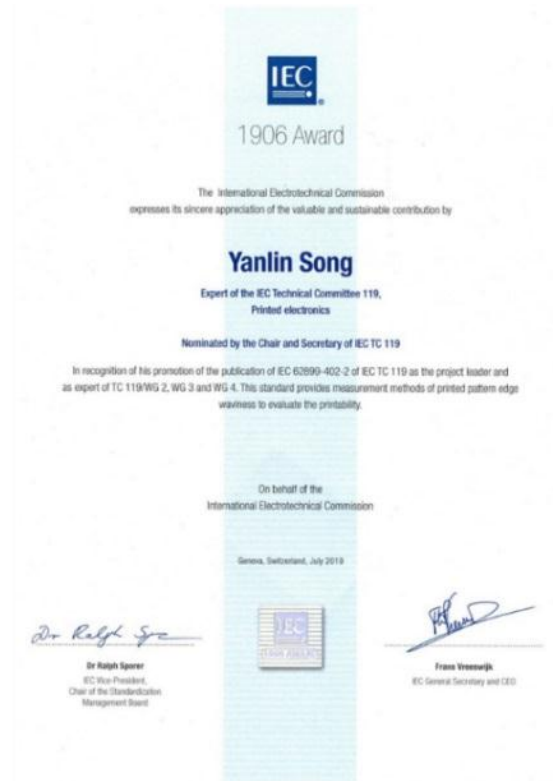 IEC
1906 Award
The International Electrotechnical Commission
expresses its sincere appreciation of the valuable and sustainable contribution by
Yanlin Song
Expert of the IEC Technical Committee 119,
Printed electronics
Nominated by the Chair and Secretary of IEC TC 119
In recognition of his promotion of the publication of IEC 62899-402-2 of IEC TC 119 as the project leader and
as expert of TC 119/WG 2, WG 3 and WG 4. This standard provides measurement methods of printed pattern edge
waviness to evaluate the printability.
On behalf of the
International Electrotechnical Commission
Geneva, Switzerland, July 2019
IEC
Dr Ralph
Dr Ralph Sporer
IEC Vice-President,
Chair of the Standardization
Management Board
Frans Vreeswijk
IEC General Secretary and CEO